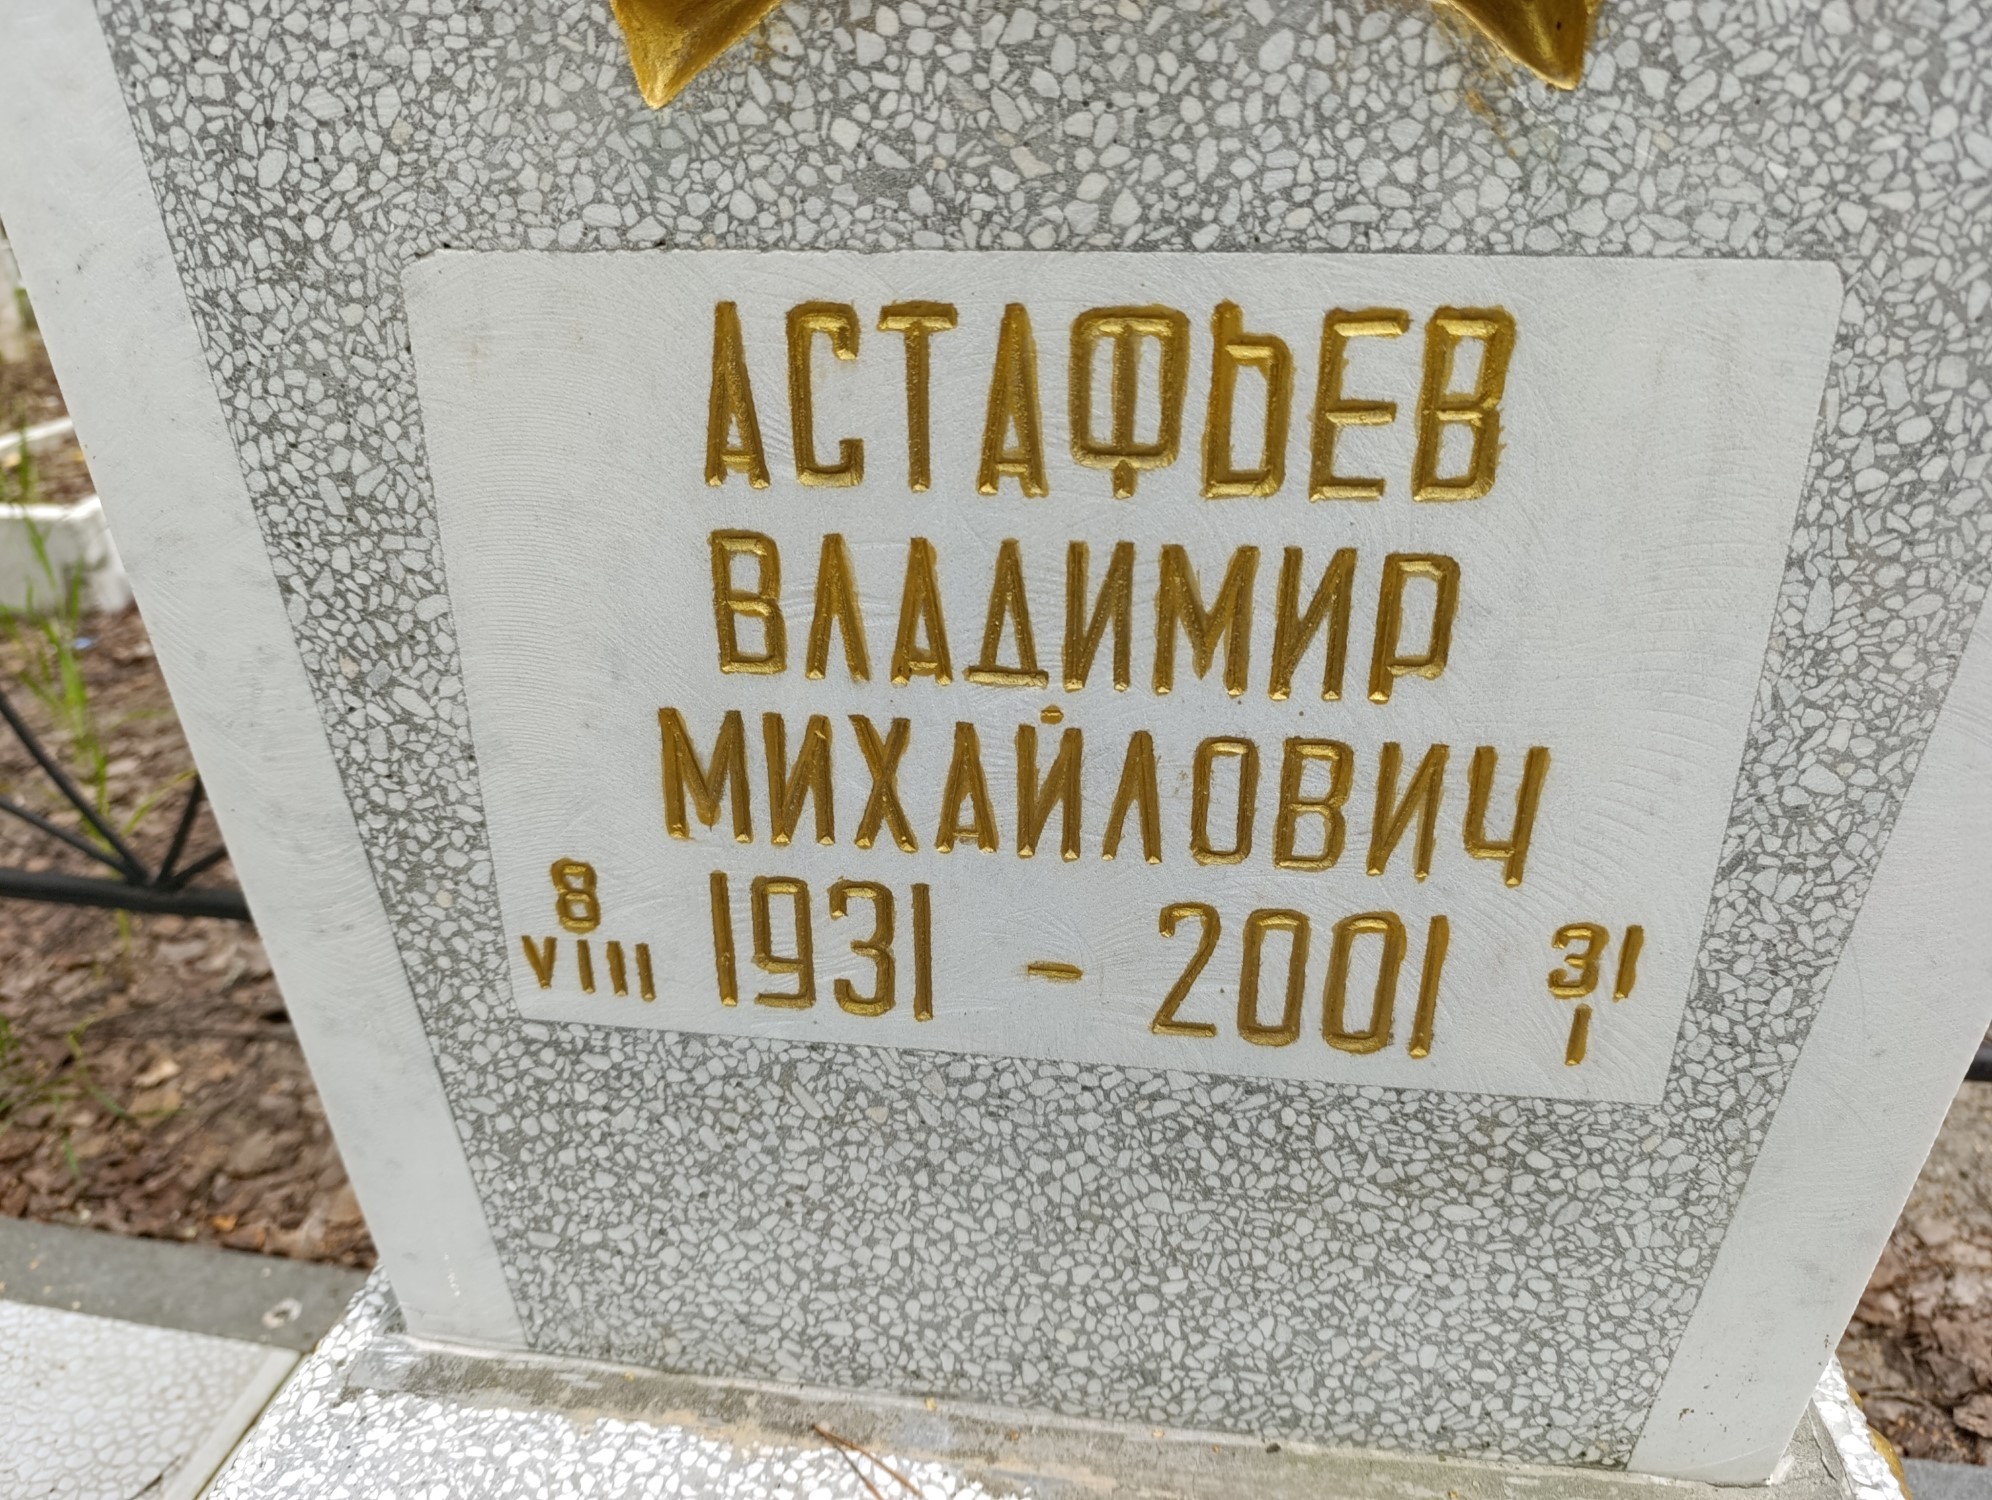 АСТАФЬЕВ
ВЛАДИМИР
МИХАЙЛОВИЧ
8 VIII 1931 - 2001 31 I